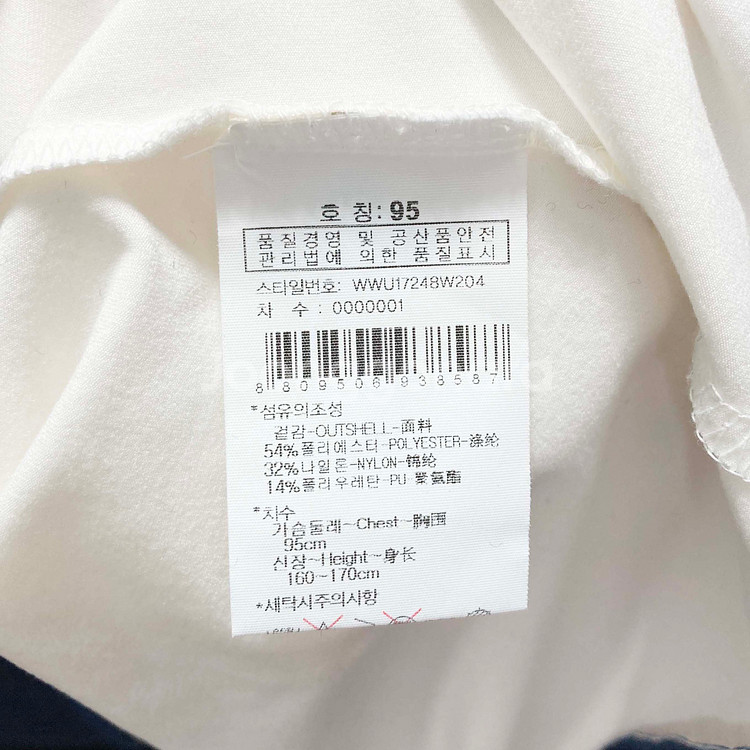 호 칭: 95
품질경영 및 공산품안전
관리법에 의한 품질표시
스타일번호: WWU17248W204
차 수 : 0000001
8 809506 938587
*섬유의조성
겉감-OUTSHELL-面料
54%폴리에스터-POLYESTER-涤纶
32%나일론-NYLON-锦纶
14%폴리우레탄-PU 聚氨酯
*치수
가슴둘레-Chest-胸围
95cm
신장-Height-身长
160~170cm
*세탁시주의사항